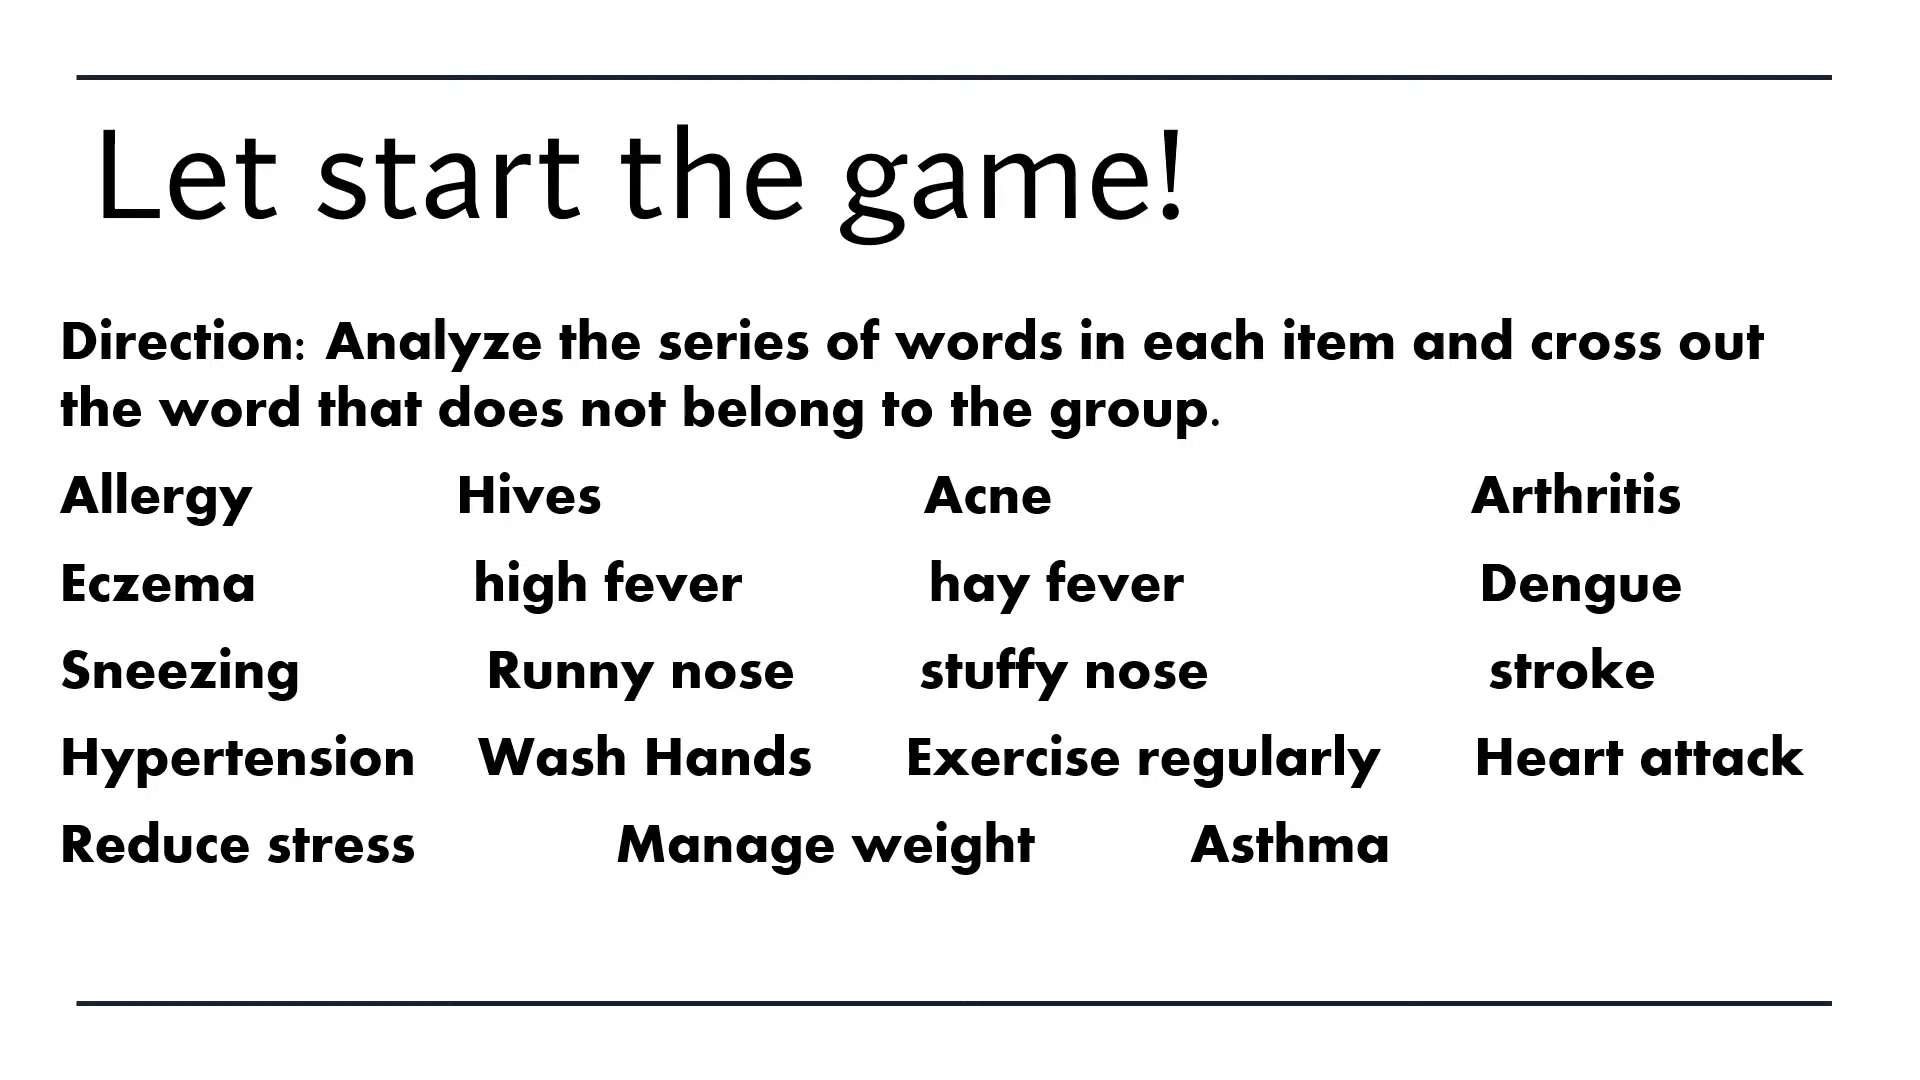 Let start the game!
Direction: Analyze the series of words in each item and cross out
the word that does not belong to the group.
Allergy Hives Acne Arthritis
Eczema high fever hay fever Dengue
Sneezing Runny nose stuffy nose stroke
Hypertension Wash Hands Exercise regularly Heart attack
Reduce stress Manage weight Asthma